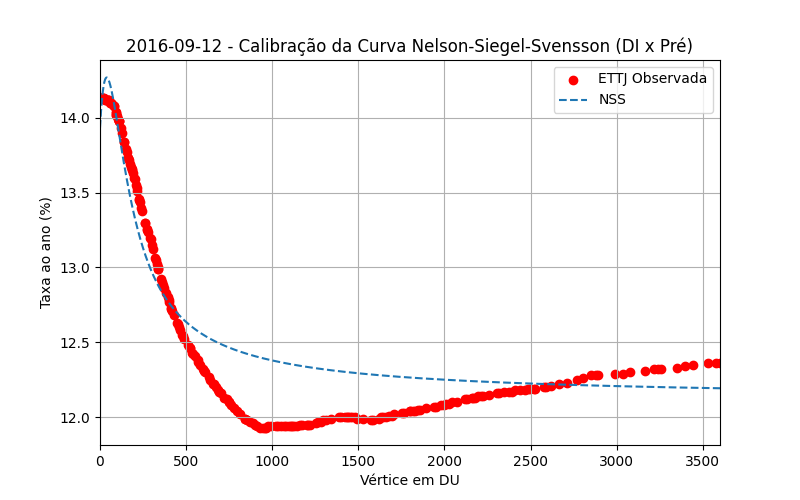 2016-09-12 - Calibração da Curva Nelson-Siegel-Svensson (DI x Pré)
ETTJ Observada
NSS
Taxa ao ano (%)
14.0
13.5
13.0
12.5
12.0
0 500 1000 1500 2000 2500 3000 3500
Vértice em DU